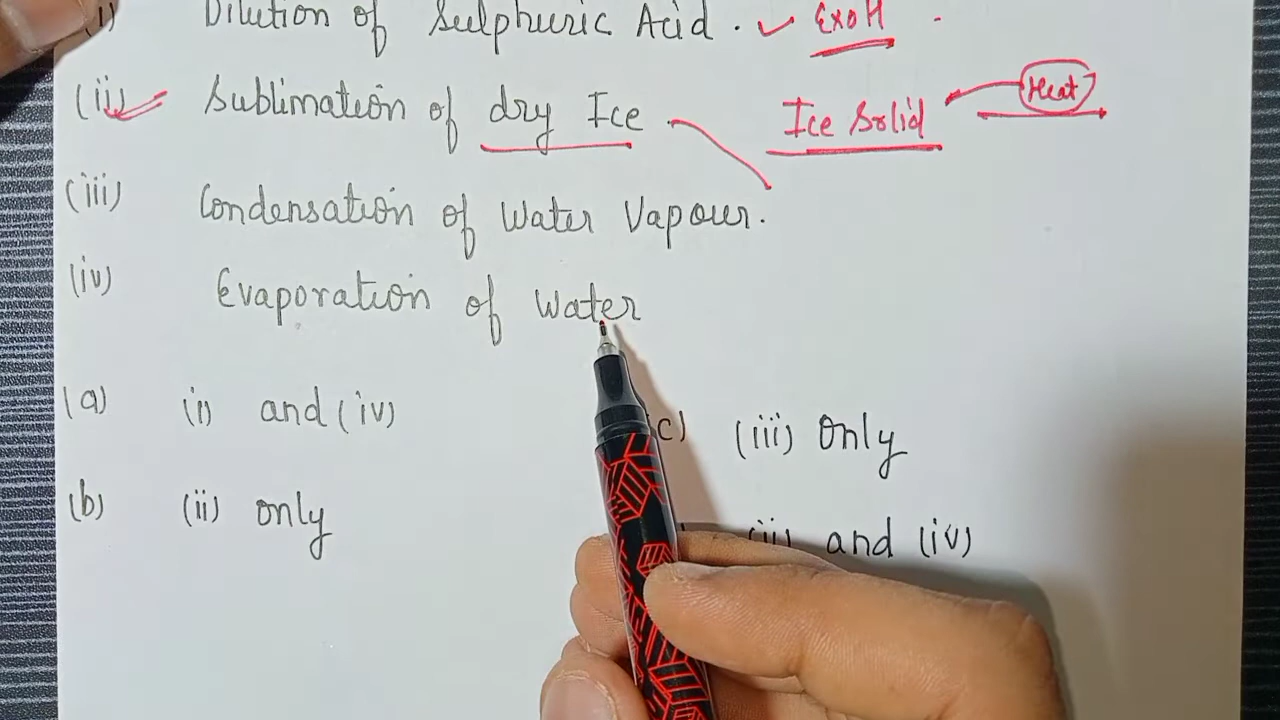 (i) Dilution of Sulphuric Acid. ✓ ExoH
(ii) Sublimation of dry Ice Ice Solid Heat
(iii) Condensation of Water Vapour.
(iv) Evaporation of Water
(a) (i) and (iv)
c) (iii) Only
(b) (ii) only
(ii) and (iv)